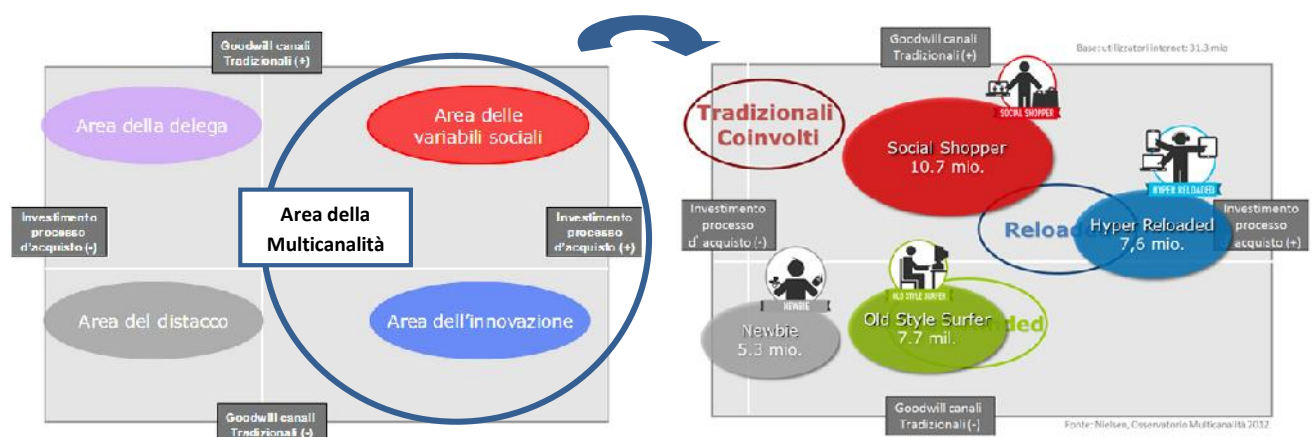 Goodwill canali
Tradizionali (+)
Area della delega
Area delle
variabili sociali
Investimento
processo
d'acquisto (-)
Area della
Multicanalità
Investimento
processo
d'acquisto (+)
Area del distacco
Area dell'innovazione
Goodwill canali
Tradizionali (-)
Goodwill canali
Tradizionali (+)
Base: utilizzatori internet: 31.3 mio
Tradizionali
Coinvolti
SOCIAL SHOPPER
Social Shopper
10.7 mio.
HYPER RELOADED
Investimento
processo
d' acquisto (-)
Hyper Reloaded
7,6 mio.
Investimento
processo
d' acquisto (+)
NEWBIE
Newbie
5.3 mio.
OLD STYLE SURFER
Old Style Surfer
7.7 mil.
Goodwill canali
Tradizionali (-)
Fonte: Nielsen, Osservatorio Multicanalità 2012